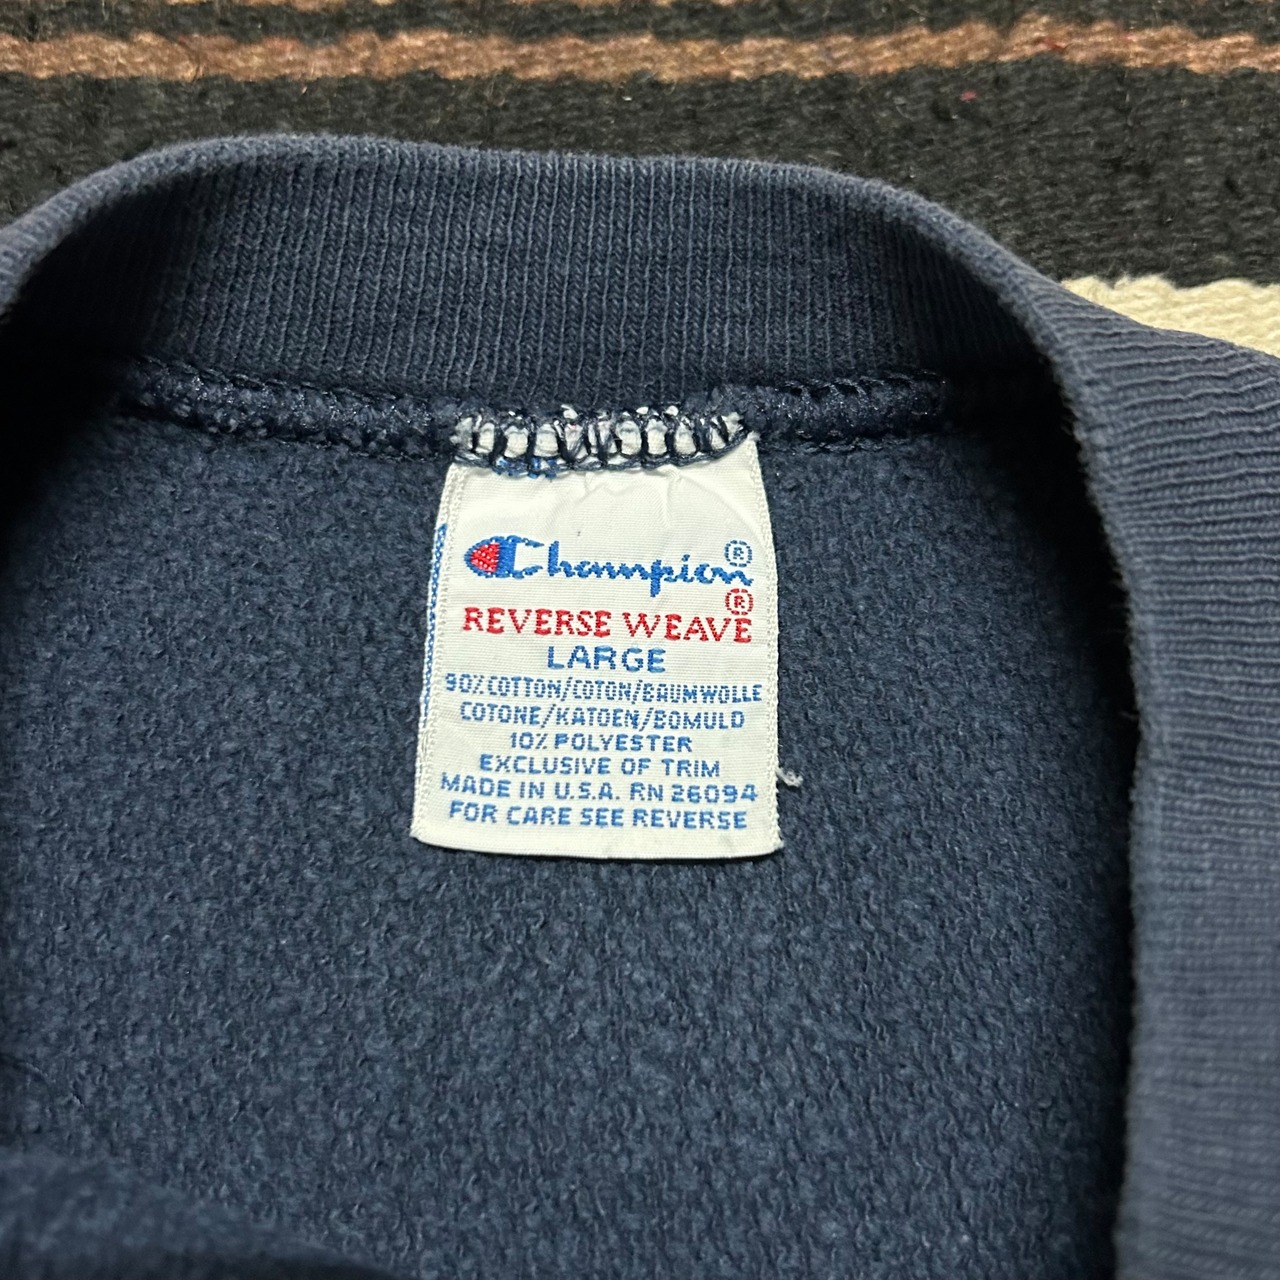 Champion®
REVERSE WEAVE®
LARGE
90% COTTON/COTON/BAUMWOLLE
COTONE/KATOEN/BOMULD
10% POLYESTER
EXCLUSIVE OF TRIM
MADE IN U.S.A. RN 26094
FOR CARE SEE REVERSE